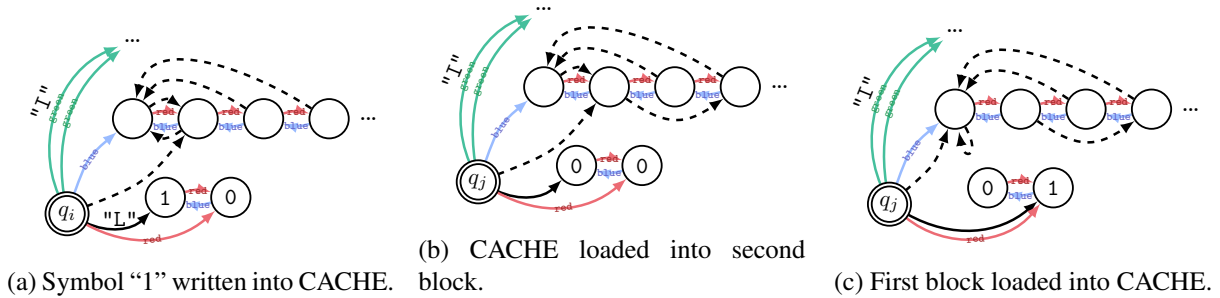 ...
"I"
green
green
blue
red
blue
red
blue
red
blue
...
1
red
blue
0
q_i
"L"
red
(a) Symbol “1” written into CACHE.
...
"I"
green
green
blue
red
blue
red
blue
red
blue
...
0
red
blue
0
q_j
red
(b) CACHE loaded into second
block.
...
"I"
green
green
blue
red
blue
red
blue
red
blue
...
0
red
blue
1
q_j
red
(c) First block loaded into CACHE.